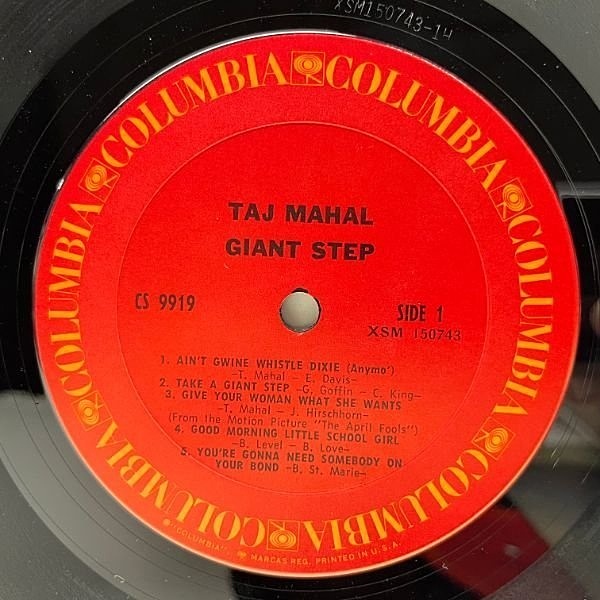 XSM150743-1H
COLUMBIA COLUMBIA COLUMBIA COLUMBIA COLUMBIA COLUMBIA
TAJ MAHAL
GIANT STEP
CS 9919
SIDE 1
XSM 150743
1. AIN'T GWINE WHISTLE DIXIE (Anymo')
-T. Mahal - E. Davis-
2. TAKE A GIANT STEP -G. Goffin - C. King-
3. GIVE YOUR WOMAN WHAT SHE WANTS
-T. Mahal - J. Hirschhorn-
(From the Motion Picture "The April Fools")
4. GOOD MORNING LITTLE SCHOOL GIRL
-B. Level - B. Love-
5. YOU'RE GONNA NEED SOMEBODY ON
YOUR BOND -B. St. Marie-
® "COLUMBIA", MARCAS REG. PRINTED IN U.S.A.